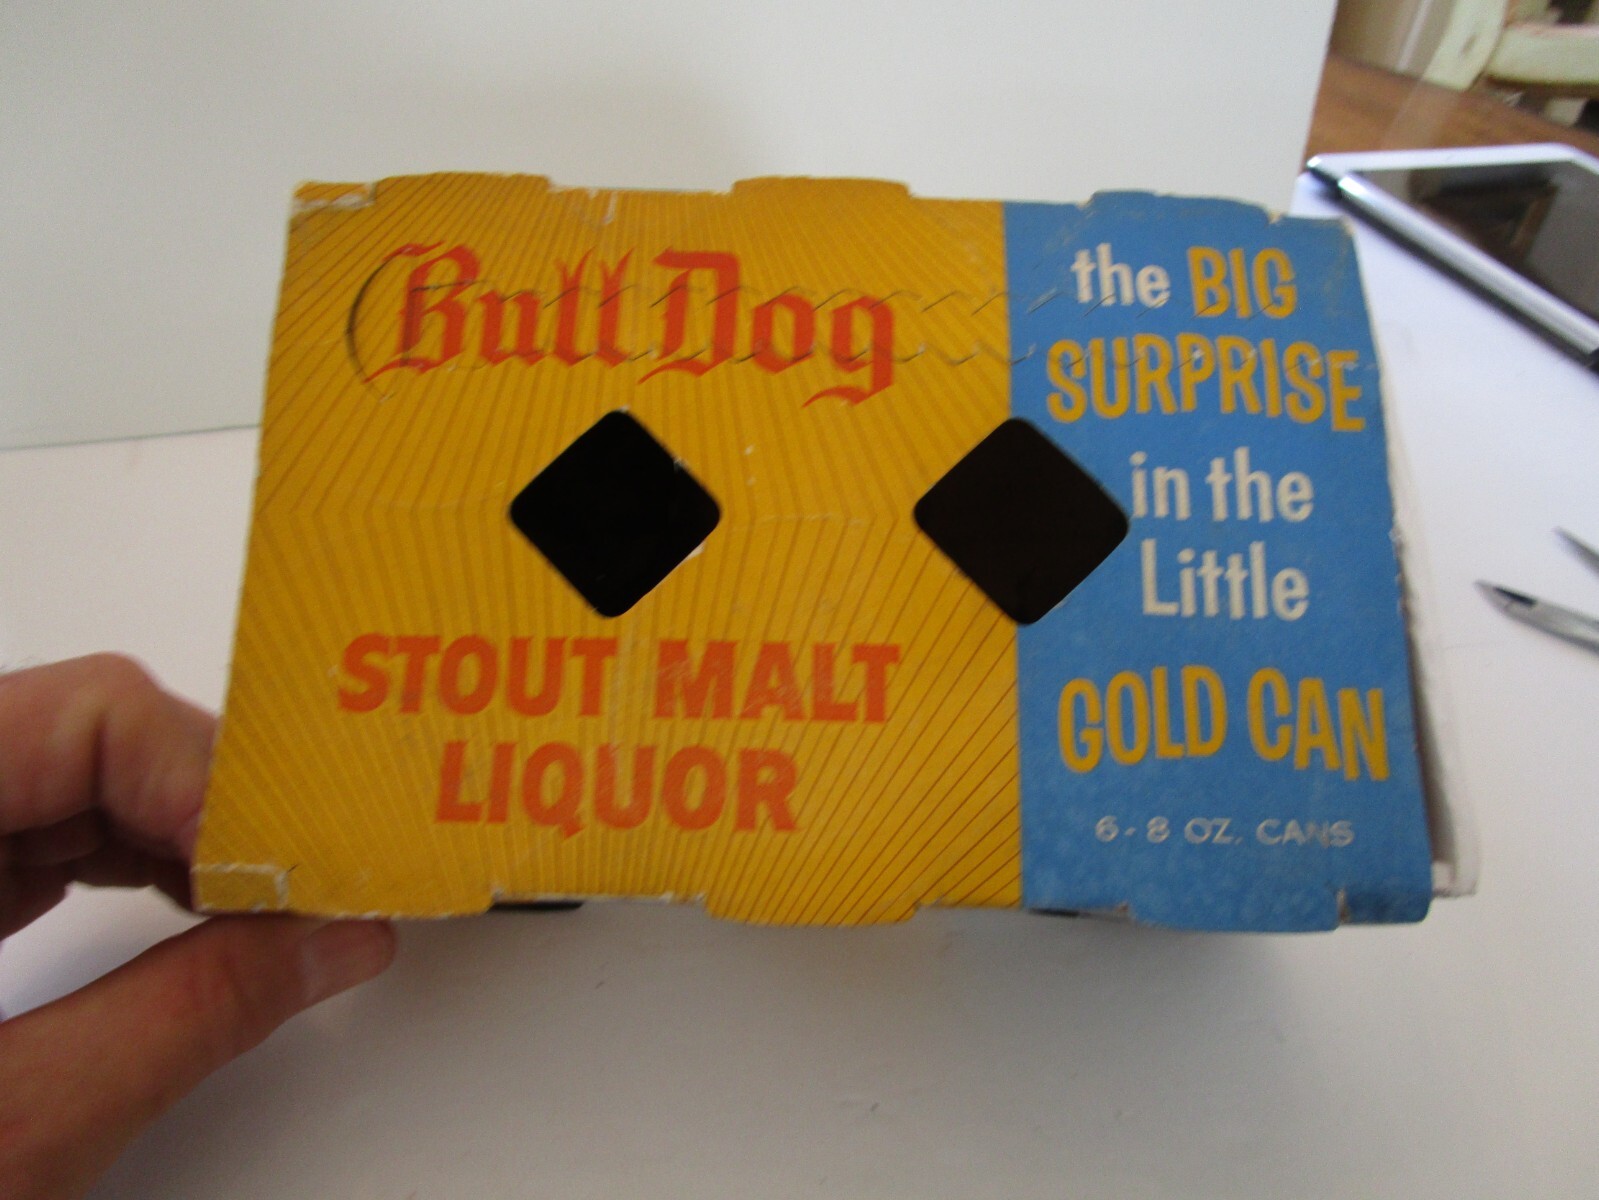 Bull Dog
STOUT MALT
LIQUOR
the BIG
SURPRISE
in the
Little
GOLD CAN
6-8 OZ. CANS